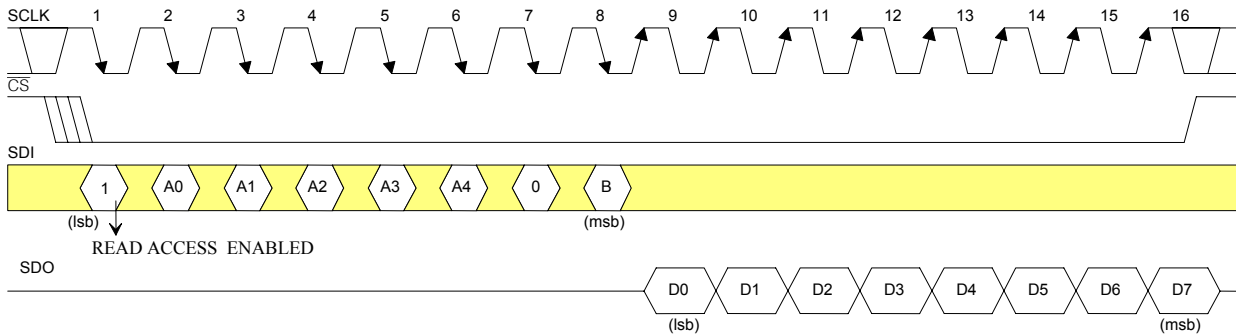 SCLK 1 2 3 4 5 6 7 8 9 10 11 12 13 14 15 16
CS
SDI
1 A0 A1 A2 A3 A4 0 B
(lsb) (msb)
READ ACCESS ENABLED
SDO
D0 D1 D2 D3 D4 D5 D6 D7
(lsb) (msb)